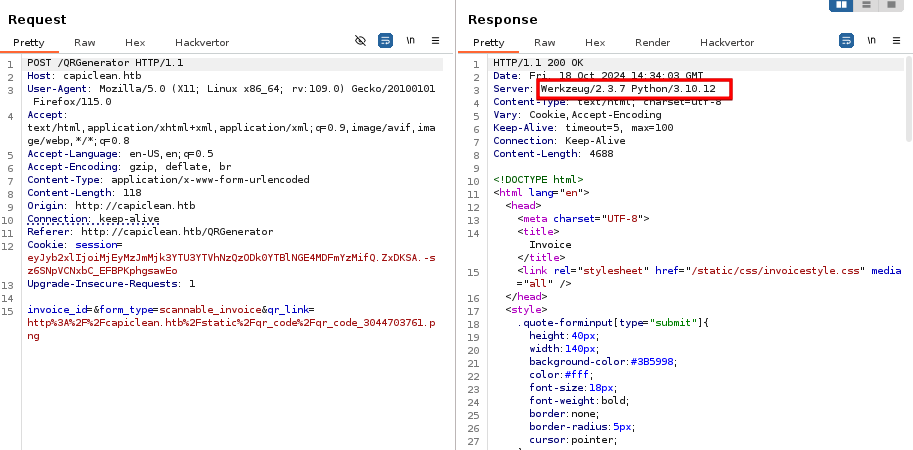 Request
Pretty Raw Hex Hackvertor
\n
1 POST /QRGenerator HTTP/1.1
2 Host: capiclean.htb
3 User-Agent: Mozilla/5.0 (X11; Linux x86_64; rv:109.0) Gecko/20100101
Firefox/115.0
4 Accept:
text/html,application/xhtml+xml,application/xml;q=0.9,image/avif,ima
ge/webp,*/*;q=0.8
5 Accept-Language: en-US,en;q=0.5
6 Accept-Encoding: gzip, deflate, br
7 Content-Type: application/x-www-form-urlencoded
8 Content-Length: 118
9 Origin: http://capiclean.htb
10 Connection: keep-alive
11 Referer: http://capiclean.htb/QRGenerator
12 Cookie: session=
eyJyb2xlIjoiMjEyMzJmMjk3YTU3YTVhNzQzODk0YTBlNGE4MDFmYzMifQ.ZxDKSA.-s
z6SNpVCNxbC_EFBPKphgsawEo
13 Upgrade-Insecure-Requests: 1
14
15 invoice_id=&form_type=scannable_invoice&qr_link=
http%3A%2F%2Fcapiclean.htb%2Fstatic%2Fqr_code%2Fqr_code_3044703761.p
ng
Response
Pretty Raw Hex Render Hackvertor
\n
1 HTTP/1.1 200 OK
2 Date: Fri, 18 Oct 2024 14:34:03 GMT
3 Server: Werkzeug/2.3.7 Python/3.10.12
4 Content-Type: text/html; charset=utf-8
5 Vary: Cookie,Accept-Encoding
6 Keep-Alive: timeout=5, max=100
7 Connection: Keep-Alive
8 Content-Length: 4688
9
10 <!DOCTYPE html>
11 <html lang="en">
12 <head>
13 <meta charset="UTF-8">
14 <title>
Invoice
</title>
15 <link rel="stylesheet" href="/static/css/invoicestyle.css" media
="all" />
16 </head>
17 <style>
18 .quote-forminput[type="submit"]{
19 height:40px;
20 width:140px;
21 background-color:#3B5998;
22 color:#fff;
23 font-size:18px;
24 font-weight:bold;
25 border:none;
26 border-radius:5px;
27 cursor:pointer;